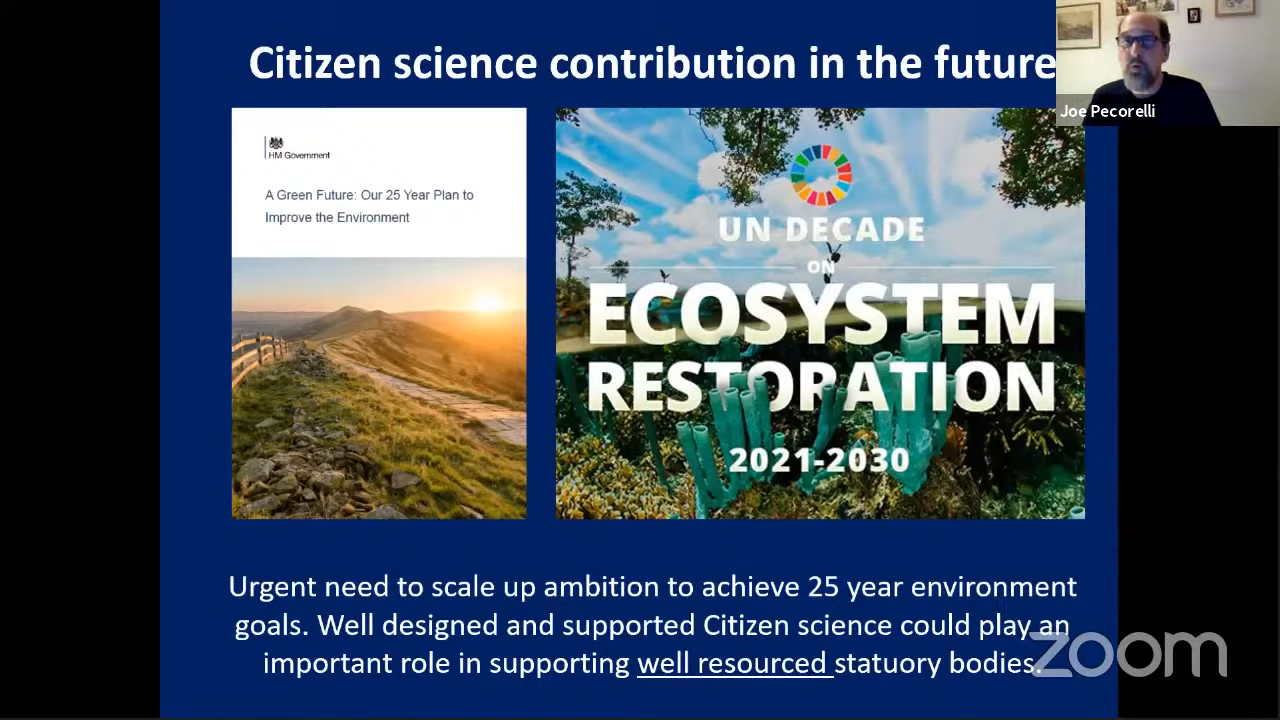 Citizen science contribution in the future
Joe Pecorelli
HM Government
A Green Future: Our 25 Year Plan to
Improve the Environment
UN DECADE
ON
ECOSYSTEM
RESTORATION
2021-2030
Urgent need to scale up ambition to achieve 25 year environment
goals. Well designed and supported Citizen science could play an
important role in supporting well resourced statuory bodies.
zoom